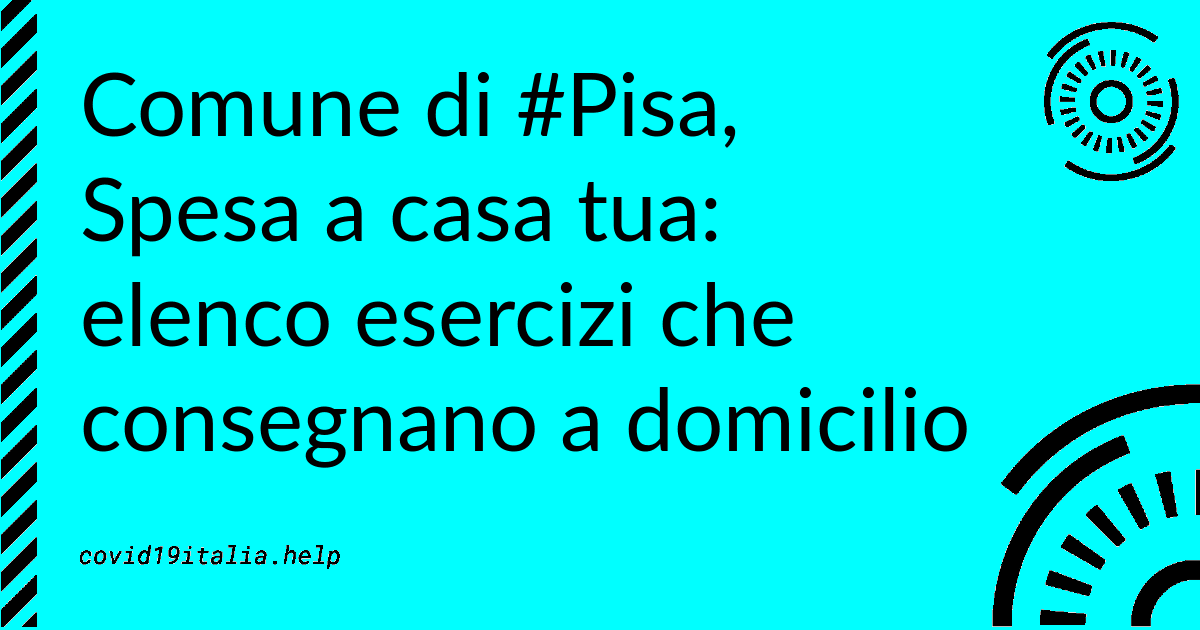 Comune di #Pisa,
Spesa a casa tua:
elenco esercizi che
consegnano a domicilio
covid19italia.help